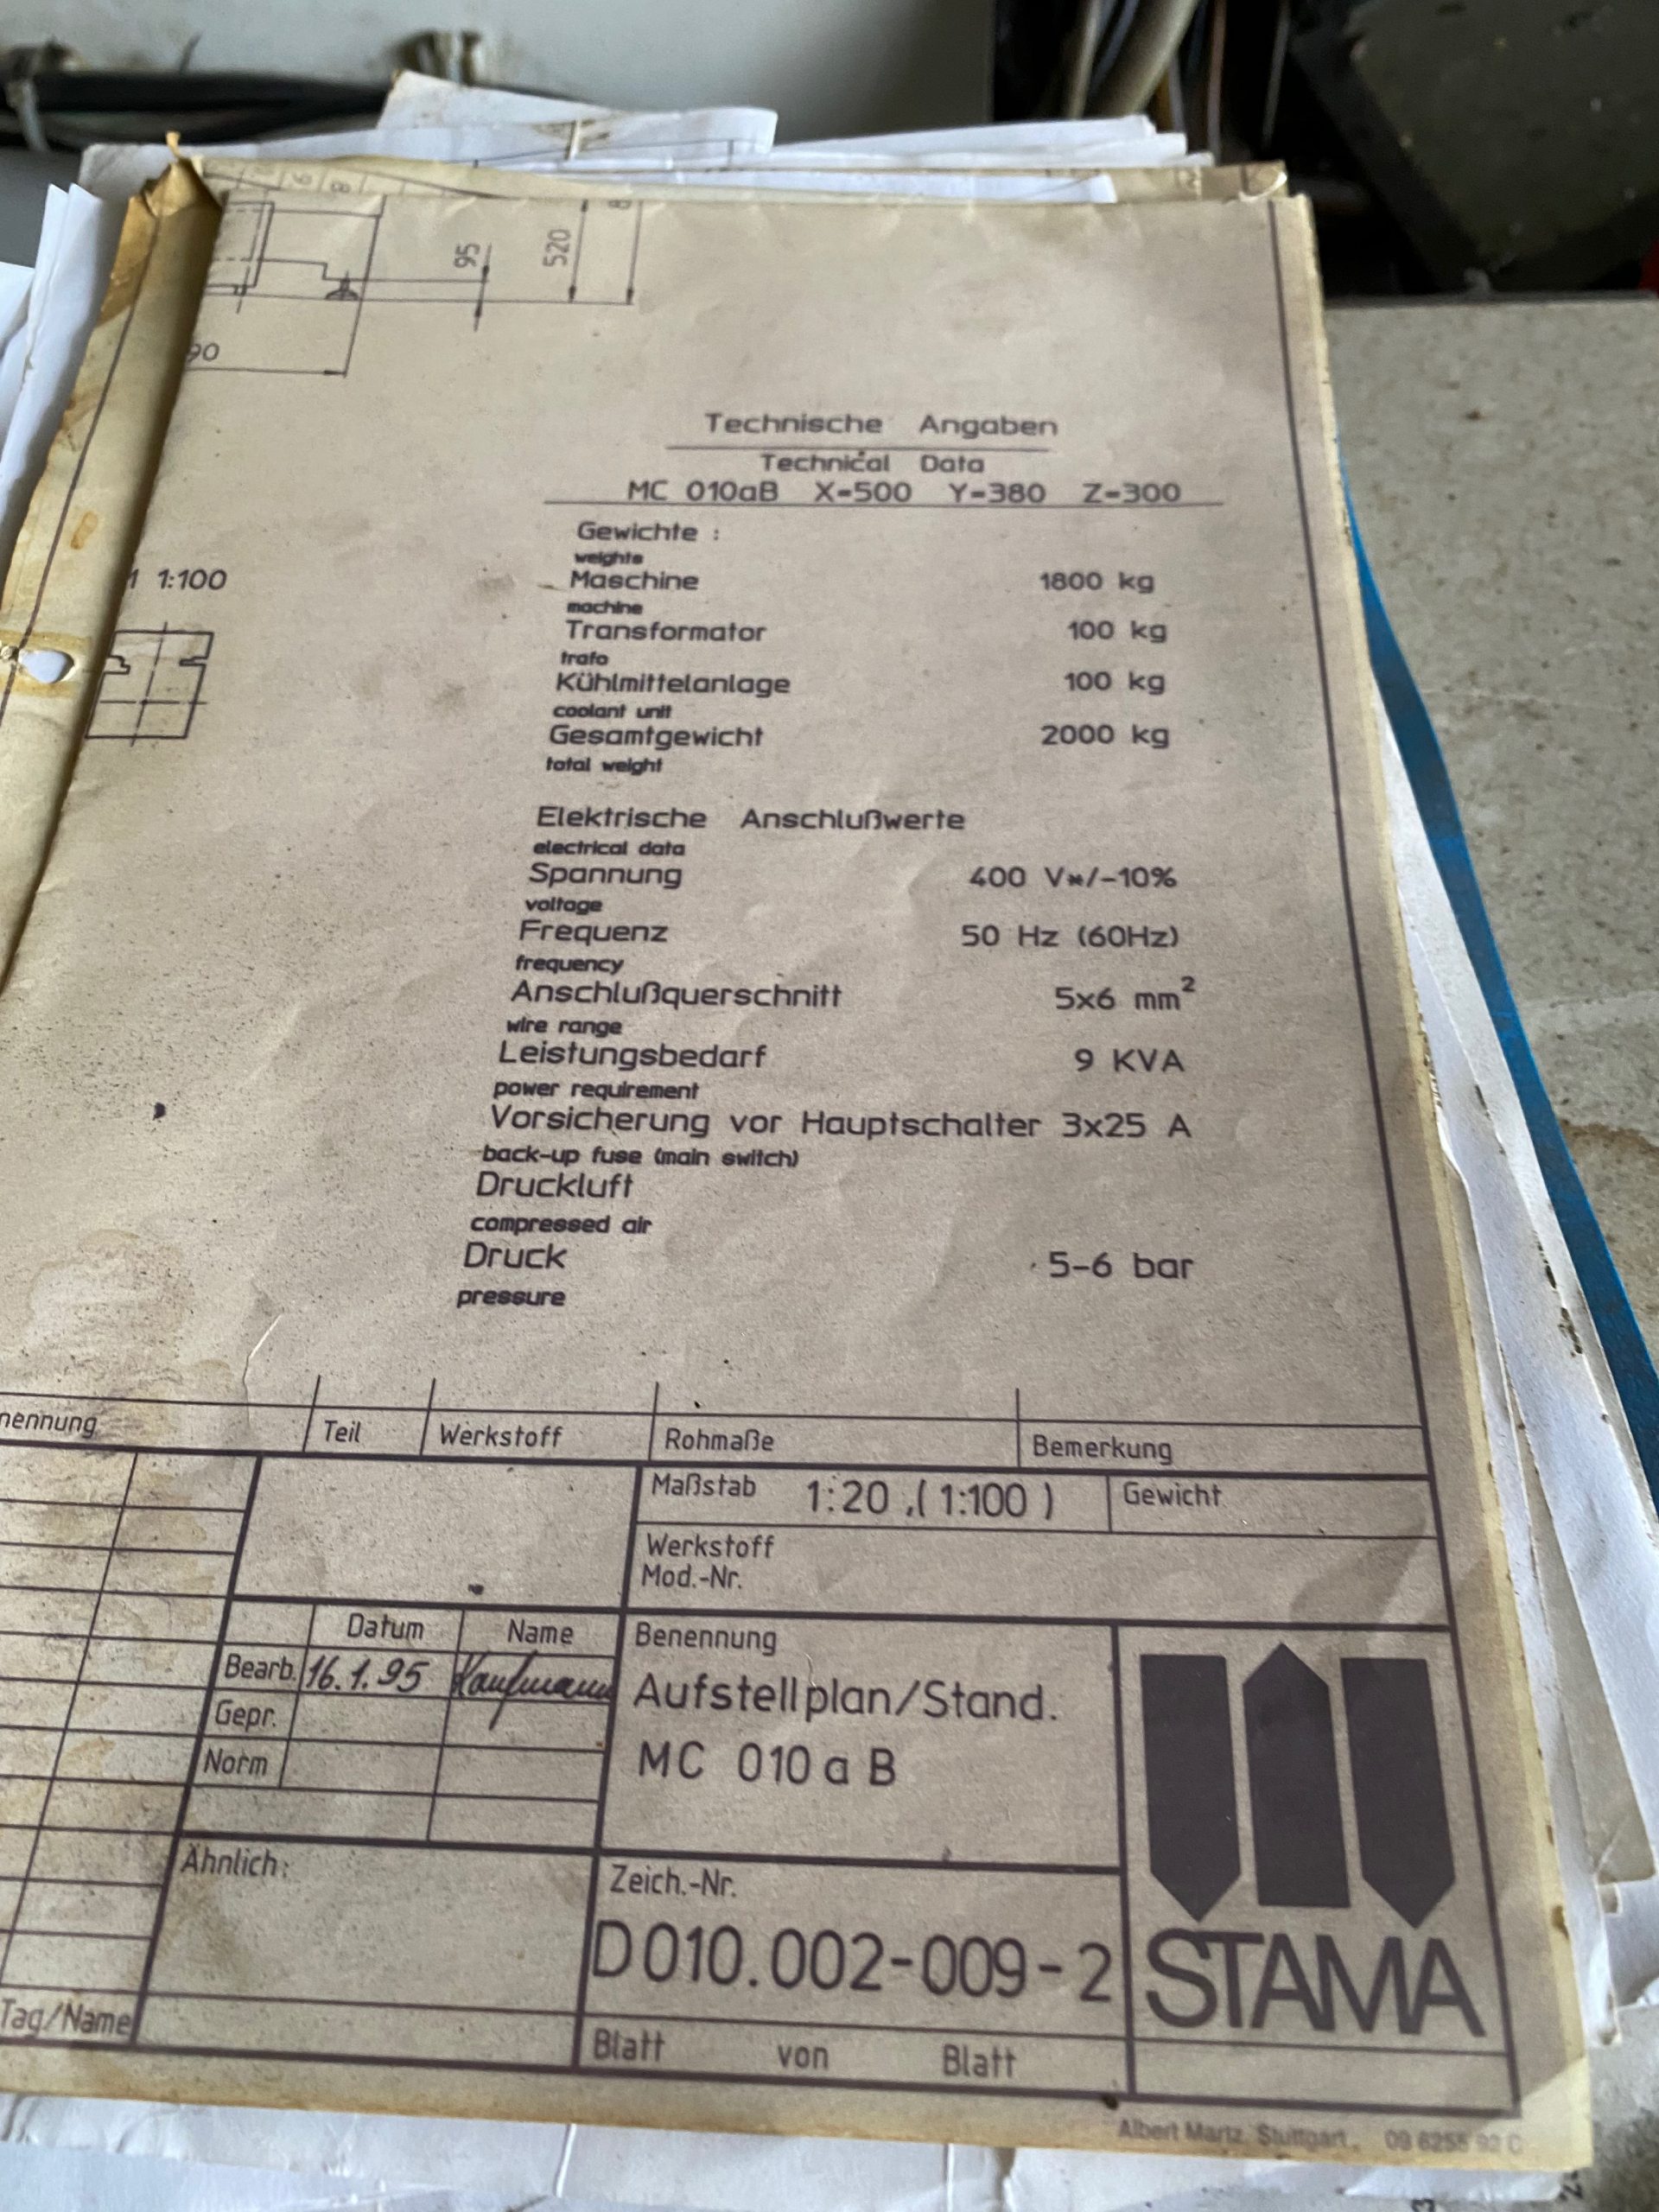 95
520
90
Technische Angaben
Technical Data
MC 010aB X=500 Y=380 Z=300
Gewichte :
weights
Maschine 1800 kg
machine
Transformator 100 kg
trafo
Kühlmittelanlage 100 kg
coolant unit
Gesamtgewicht 2000 kg
total weight
1:100
Elektrische Anschlußwerte
electrical data
Spannung 400 V+/-10%
voltage
Frequenz 50 Hz (60Hz)
frequency
Anschlußquerschnitt 5x6 mm²
wire range
Leistungsbedarf 9 KVA
power requirement
Vorsicherung vor Hauptschalter 3x25 A
back-up fuse (main switch)
Druckluft
compressed air
Druck 5-6 bar
pressure
nennung Teil Werkstoff Rohmaße Bemerkung
Maßstab 1:20 ,(1:100) Gewicht
Werkstoff
Mod.-Nr.
Datum Name
Bearb. 16.1.95 Kaufmann
Gepr.
Norm
Benennung
Aufstellplan/Stand.
MC 010 a B
Ähnlich:
Zeich.-Nr.
D010.002-009-2
STAMA
Tag/Name
Blatt von Blatt
Albert Martz, Stuttgart.